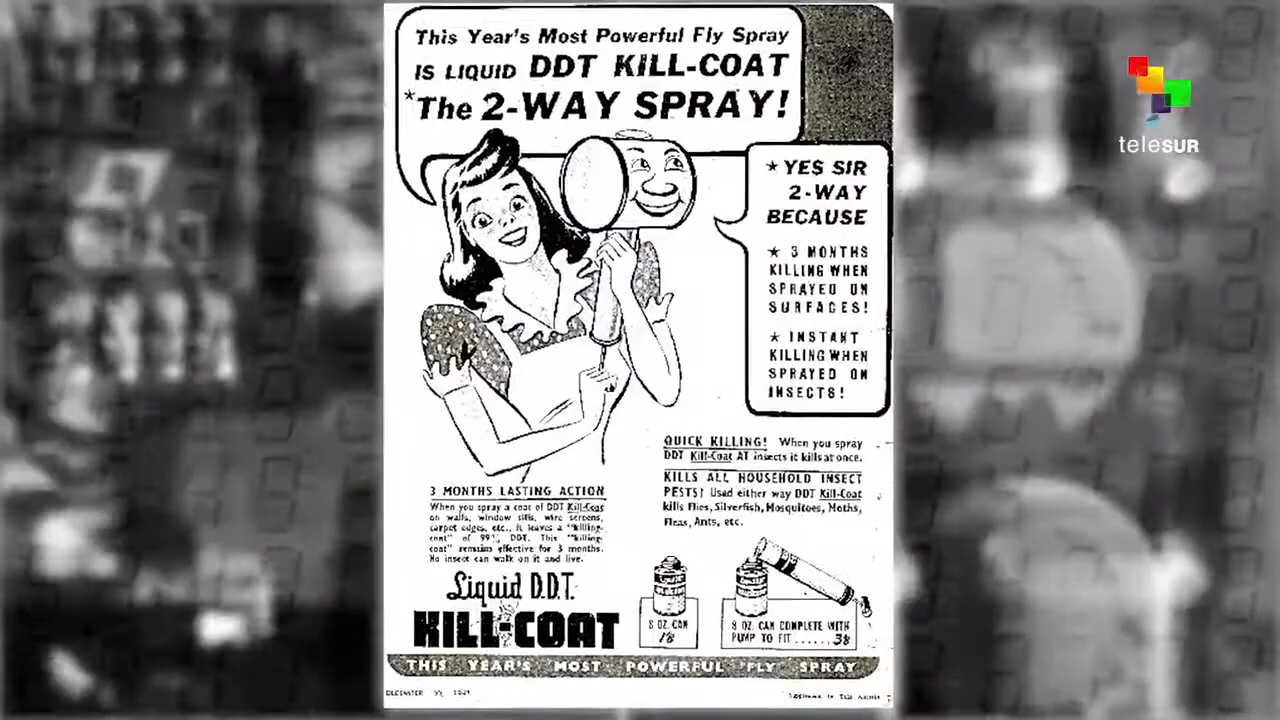 This Year's Most Powerful Fly Spray
IS LIQUID DDT KILL-COAT
*The 2-WAY SPRAY!
teleSUR
★ YES SIR
2-WAY
BECAUSE
★ 3 MONTHS
KILLING WHEN
SPRAYED ON
SURFACES!
★ INSTANT
KILLING WHEN
SPRAYED ON
INSECTS!
QUICK KILLING! When you spray
DDT Kill-Coat AT insects it kills at once.
KILLS ALL HOUSEHOLD INSECT
PESTS! Used either way DDT Kill-Coat
kills Flies, Silverfish, Mosquitoes, Moths,
Fleas, Ants, etc.
3 MONTHS LASTING ACTION
When you spray a coat of DDT Kill-Coat
on walls, window sills, wire screens,
carpet edges, etc., it leaves a "killing-
coat" of 99% DDT. This "killing-
coat" remains effective for 3 months.
No insect can walk on it and live.
Liquid D.D.T.
KILL-COAT
8 OZ. CAN
8 OZ. CAN COMPLETE WITH
PUMP TO FIT
THIS YEAR'S MOST POWERFUL FLY SPRAY
DECEMBER